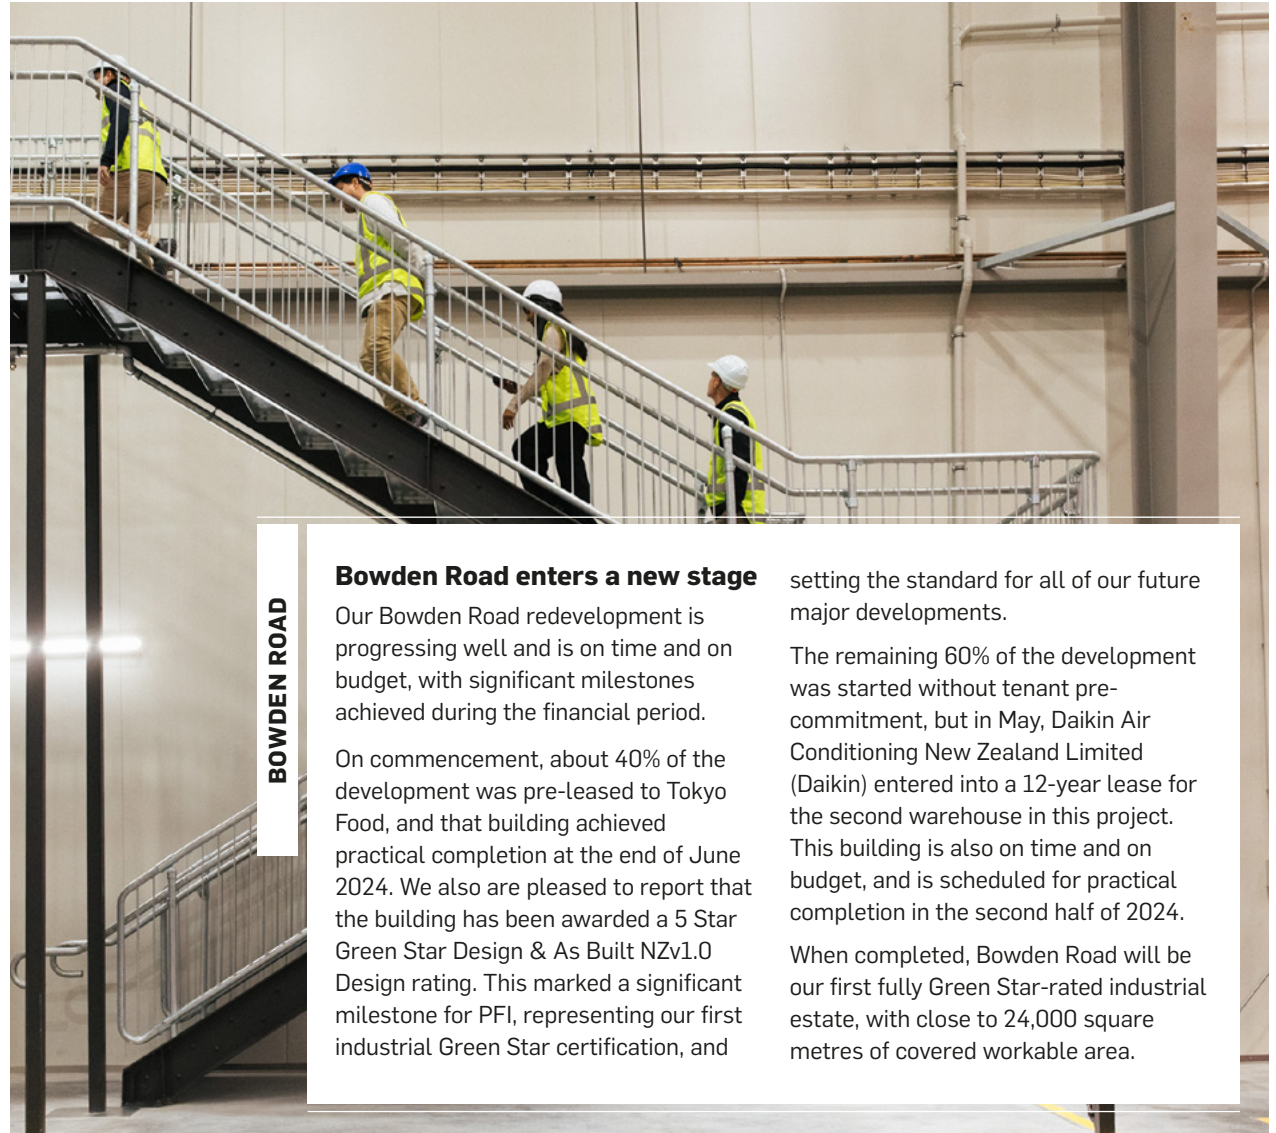 BOWDEN ROAD
Bowden Road enters a new stage
Our Bowden Road redevelopment is
progressing well and is on time and on
budget, with significant milestones
achieved during the financial period.
On commencement, about 40% of the
development was pre-leased to Tokyo
Food, and that building achieved
practical completion at the end of June
2024. We also are pleased to report that
the building has been awarded a 5 Star
Green Star Design & As Built NZv1.0
Design rating. This marked a significant
milestone for PFI, representing our first
industrial Green Star certification, and
setting the standard for all of our future
major developments.
The remaining 60% of the development
was started without tenant pre-
commitment, but in May, Daikin Air
Conditioning New Zealand Limited
(Daikin) entered into a 12-year lease for
the second warehouse in this project.
This building is also on time and on
budget, and is scheduled for practical
completion in the second half of 2024.
When completed, Bowden Road will be
our first fully Green Star-rated industrial
estate, with close to 24,000 square
metres of covered workable area.